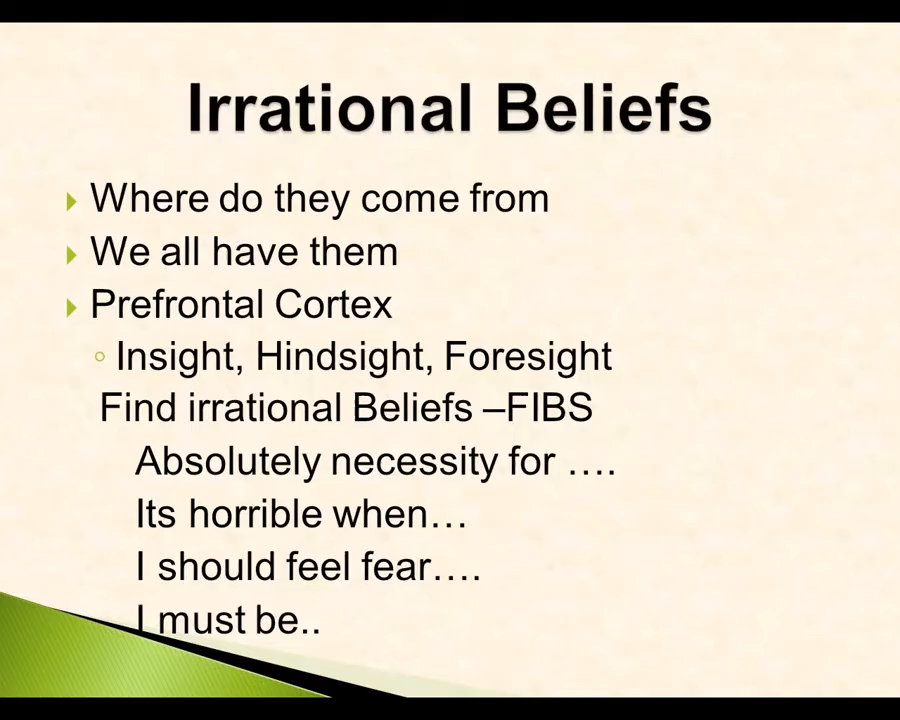 Irrational Beliefs
Where do they come from
We all have them
Prefrontal Cortex
Insight, Hindsight, Foresight
Find irrational Beliefs –FIBS
Absolutely necessity for ….
Its horrible when…
I should feel fear….
I must be..